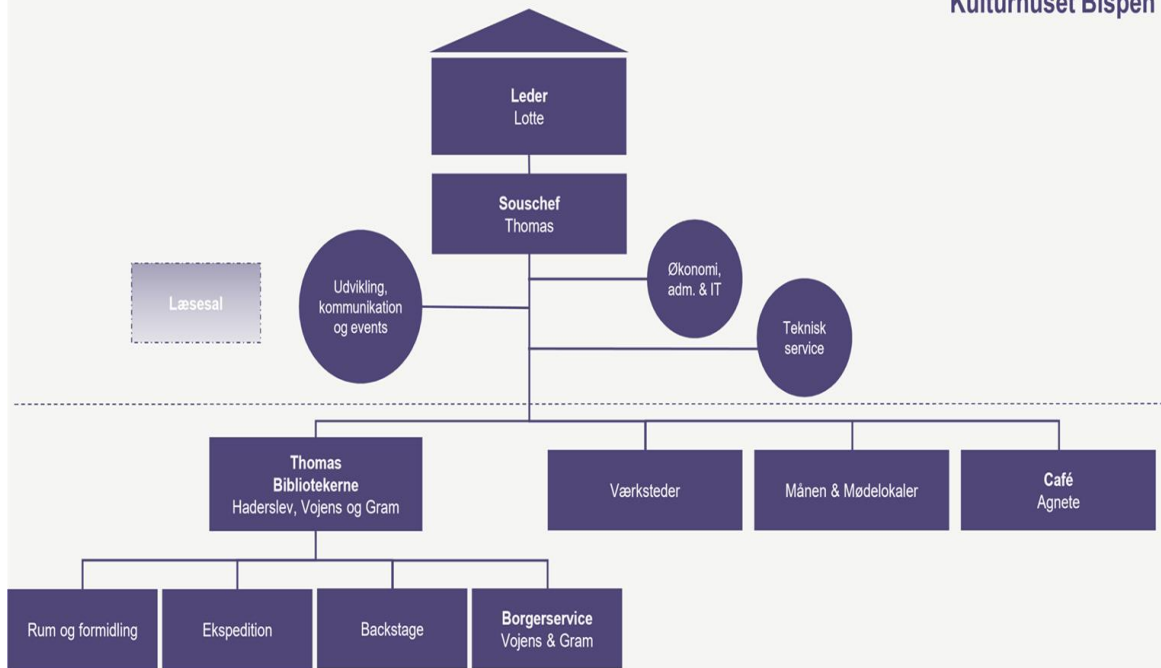 Kulturhuset Bispen
Leder
Lotte
Souschef
Thomas
Læsesal
Udvikling,
kommunikation
og events
Økonomi,
adm. & IT
Teknisk
service
Thomas
Bibliotekerne
Haderslev, Vojens og Gram
Værksteder
Månen & Mødelokaler
Café
Agnete
Rum og formidling
Ekspedition
Backstage
Borgerservice
Vojens & Gram